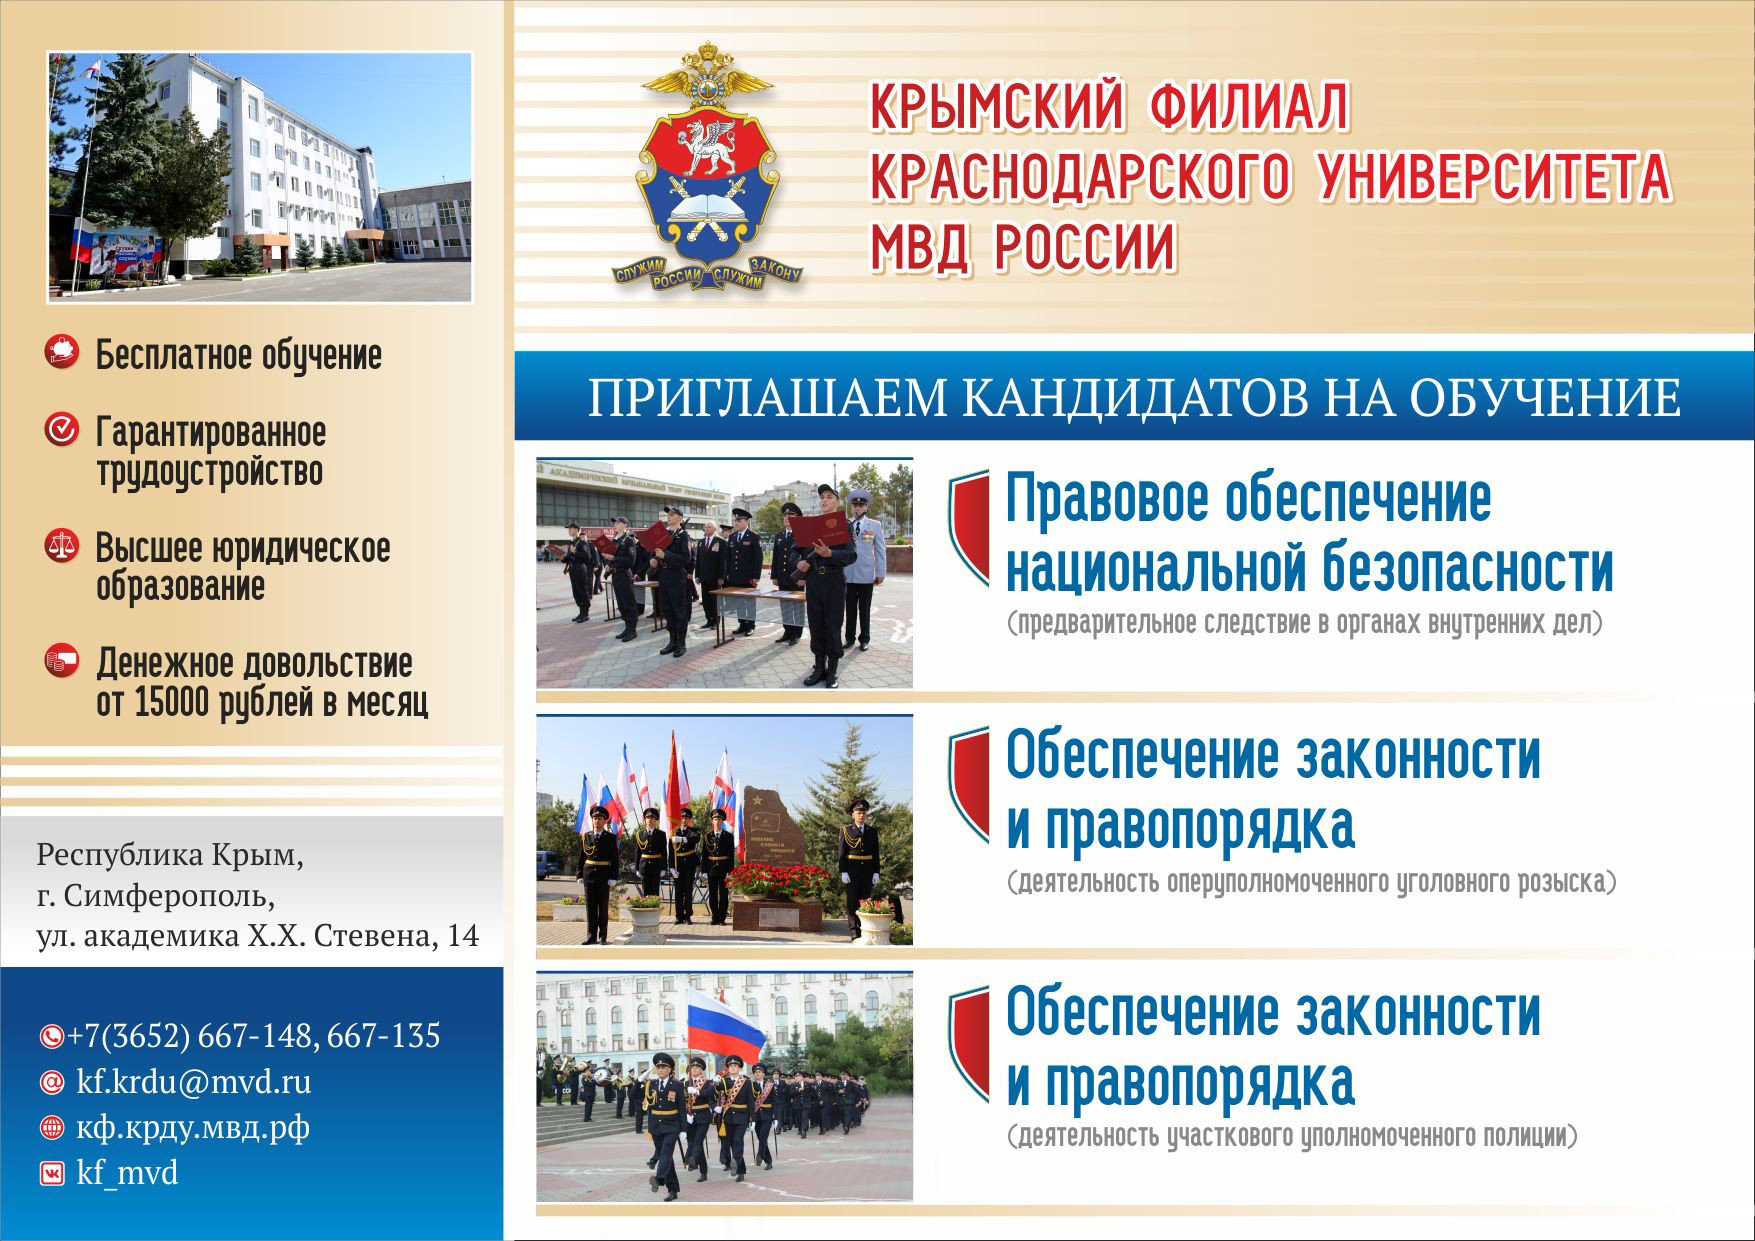 КРЫМСКИЙ ФИЛИАЛ
КРАСНОДАРСКОГО УНИВЕРСИТЕТА
МВД РОССИИ
СЛУЖИМ РОССИИ СЛУЖИМ ЗАКОНУ
Бесплатное обучение
Гарантированное
трудоустройство
Высшее юридическое
образование
Денежное довольствие
от 15000 рублей в месяц
Республика Крым,
г. Симферополь,
ул. академика Х.Х. Стевена, 14
+7(3652) 667-148, 667-135
kf.krdu@mvd.ru
кф.крду.мвд.рф
kf_mvd
ПРИГЛАШАЕМ КАНДИДАТОВ НА ОБУЧЕНИЕ
АКАДЕМИЧЕСКИЙ МУЗЫКАЛЬНЫЙ ТЕАТР
Правовое обеспечение
национальной безопасности
(предварительное следствие в органах внутренних дел)
Обеспечение законности
и правопорядка
(деятельность оперуполномоченного уголовного розыска)
Обеспечение законности
и правопорядка
(деятельность участкового уполномоченного полиции)